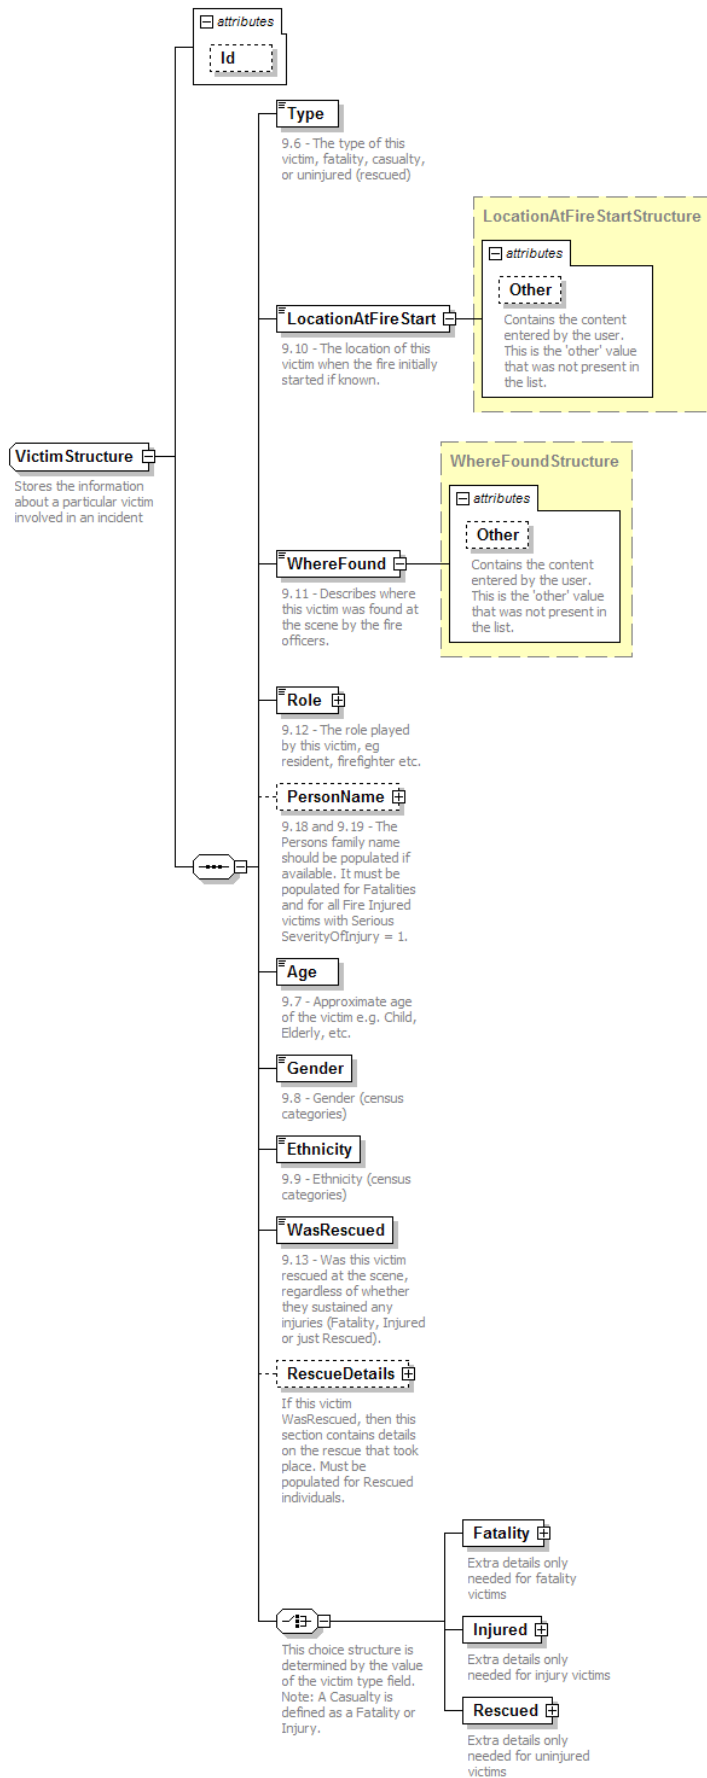 attributes
Id
Type
9.6 - The type of this
victim, fatality, casualty,
or uninjured (rescued)
LocationAtFireStartStructure
attributes
Other
Contains the content
entered by the user.
This is the 'other' value
that was not present in
the list.
LocationAtFireStart
9.10 - The location of this
victim when the fire initially
started if known.
VictimStructure
Stores the information
about a particular victim
involved in an incident
WhereFoundStructure
attributes
Other
Contains the content
entered by the user.
This is the 'other' value
that was not present in
the list.
WhereFound
9.11 - Describes where
this victim was found at
the scene by the fire
officers.
Role
9.12 - The role played
by this victim, eg
resident, firefighter etc.
PersonName
9.18 and 9.19 - The
Persons family name
should be populated if
available. It must be
populated for Fatalities
and for all Fire Injured
victims with Serious
SeverityOfInjury = 1.
Age
9.7 - Approximate age
of the victim e.g. Child,
Elderly, etc.
Gender
9.8 - Gender (census
categories)
Ethnicity
9.9 - Ethnicity (census
categories)
WasRescued
9.13 - Was this victim
rescued at the scene,
regardless of whether
they sustained any
injuries (Fatality, Injured
or just Rescued).
RescueDetails
If this victim
WasRescued, then this
section contains details
on the rescue that took
place. Must be
populated for Rescued
individuals.
Fatality
Extra details only
needed for fatality
victims
Injured
Extra details only
needed for injury victims
Rescued
Extra details only
needed for uninjured
victims
This choice structure is
determined by the value
of the victim type field.
Note: A Casualty is
defined as a Fatality or
Injury.